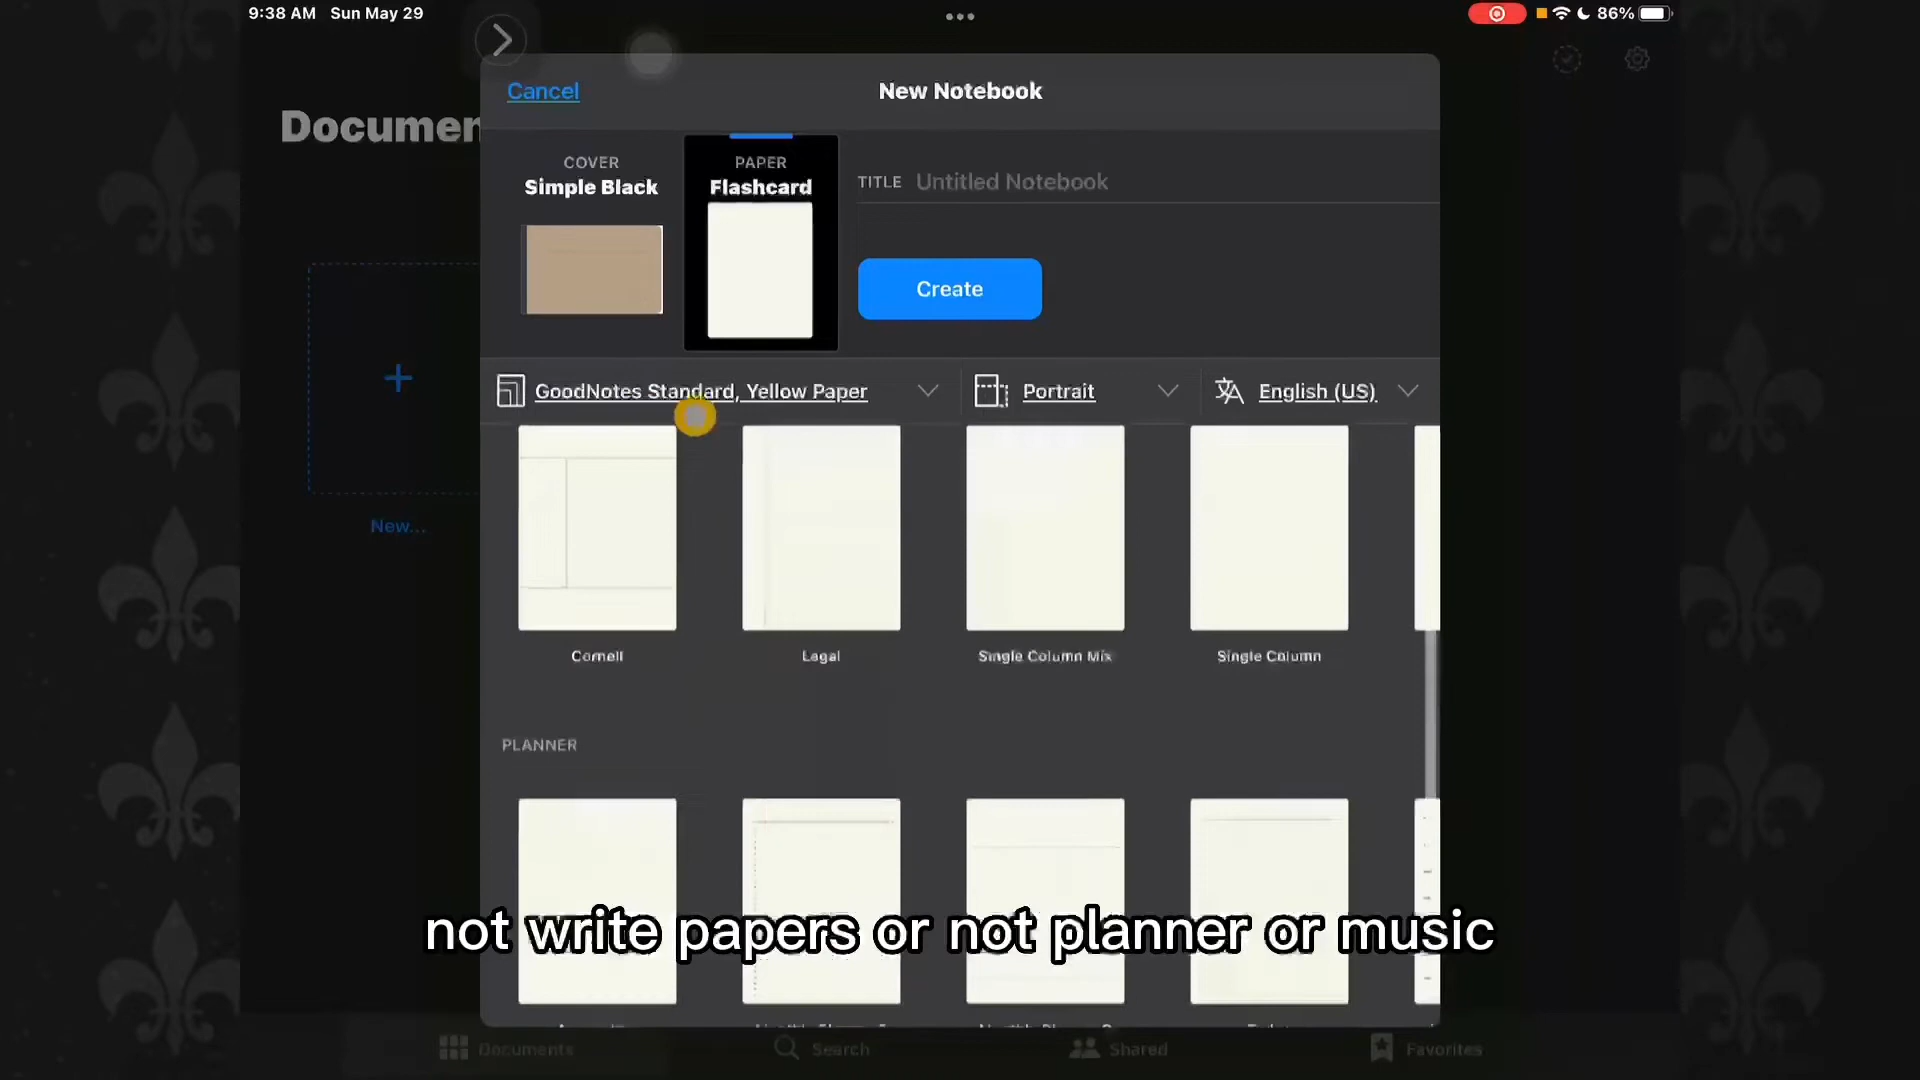 9:38 AM Sun May 29
86%
Cancel
New Notebook
Documen
COVER
Simple Black
PAPER
Flashcard
TITLE Untitled Notebook
Create
GoodNotes Standard, Yellow Paper
Portrait
English (US)
New...
Cornell
Legal
Single Column Mix
Single Column
PLANNER
not write papers or not planner or music
Documents
Search
Shared
Favorites